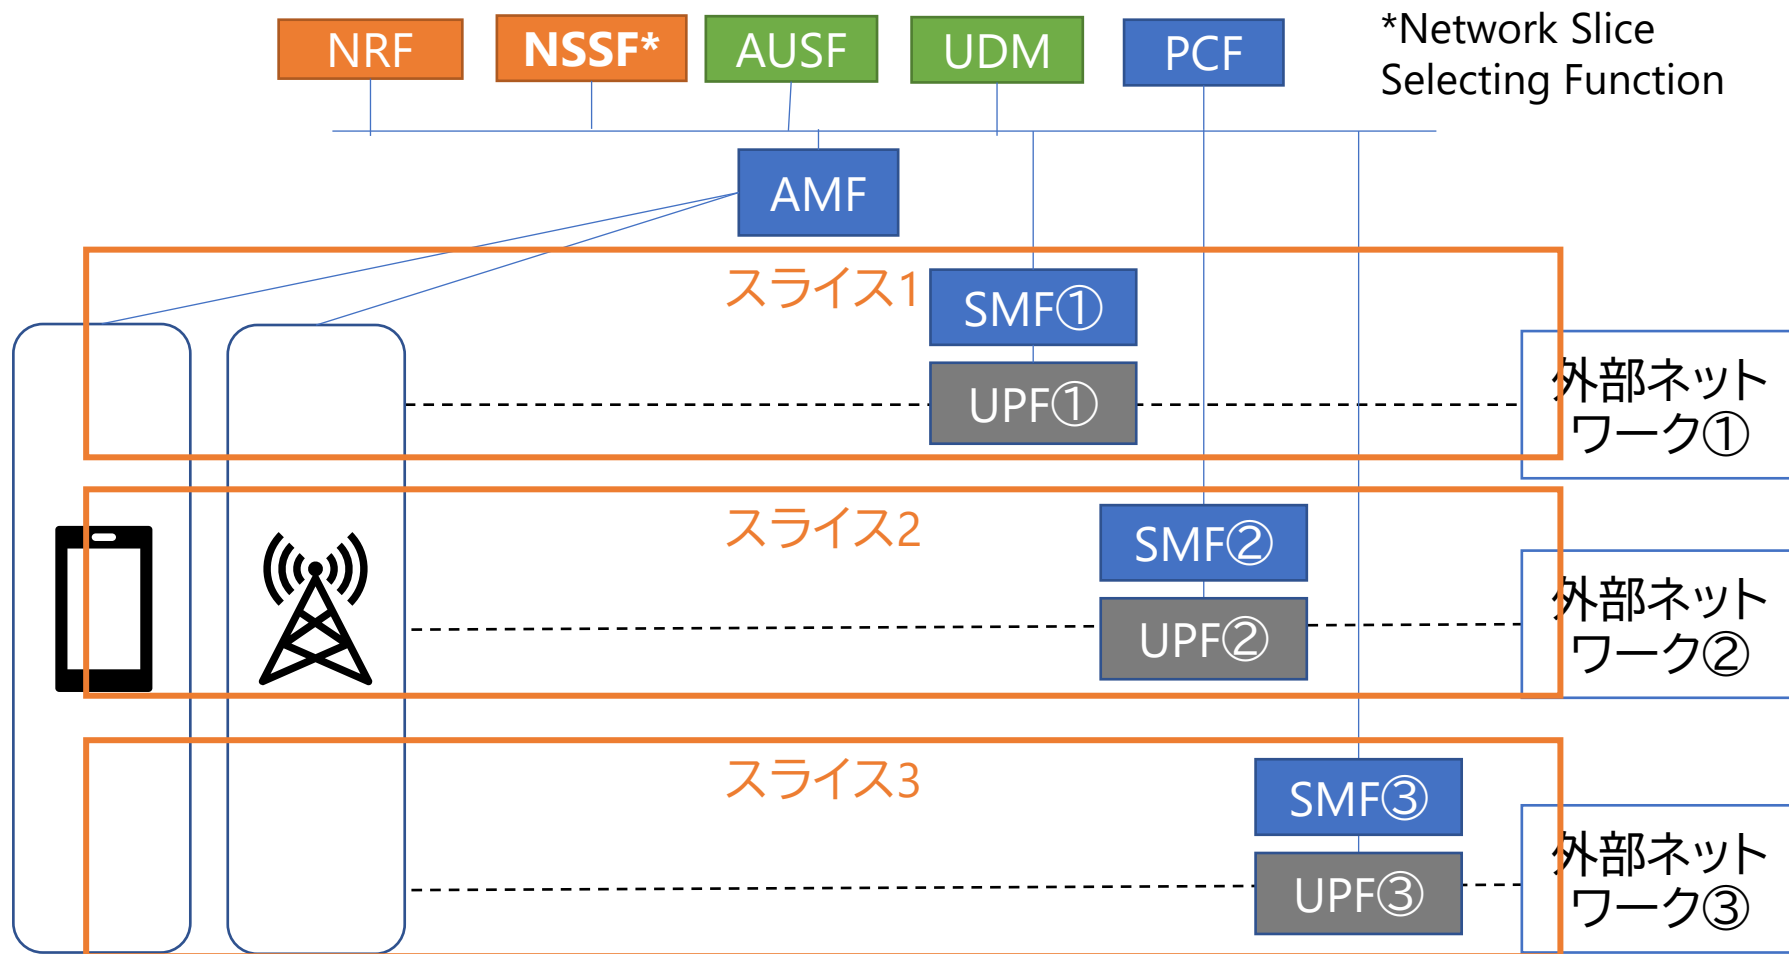 NRF
NSSF*
AUSF
UDM
PCF
*Network Slice
Selecting Function
AMF
スライス1
SMF①
UPF①
外部ネット
ワーク①
スライス2
SMF②
UPF②
外部ネット
ワーク②
スライス3
SMF③
UPF③
外部ネット
ワーク③